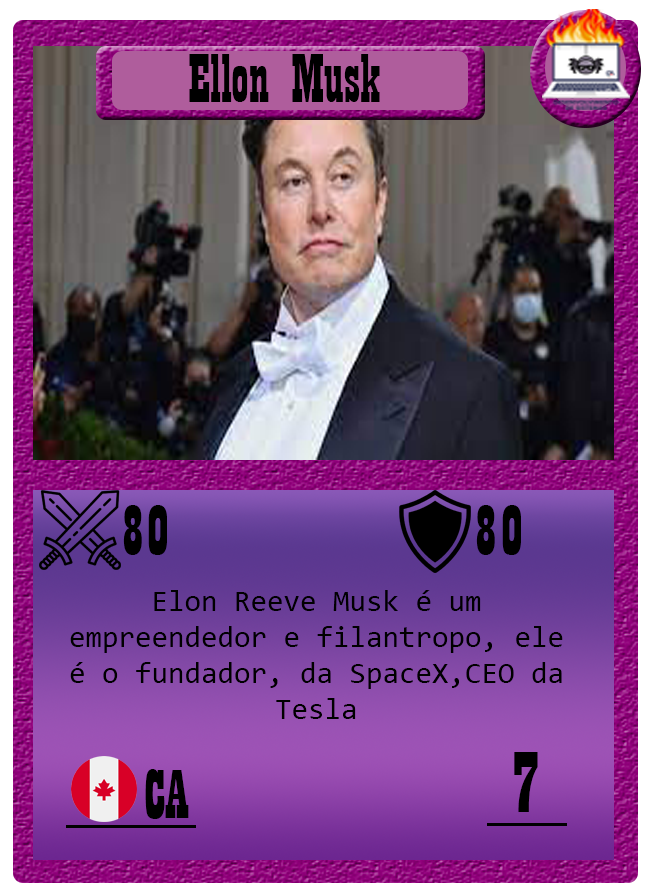 Ellon Musk
80
80
Elon Reeve Musk é um
empreendedor e filantropo, ele
é o fundador, da SpaceX,CEO da
Tesla
CA
7